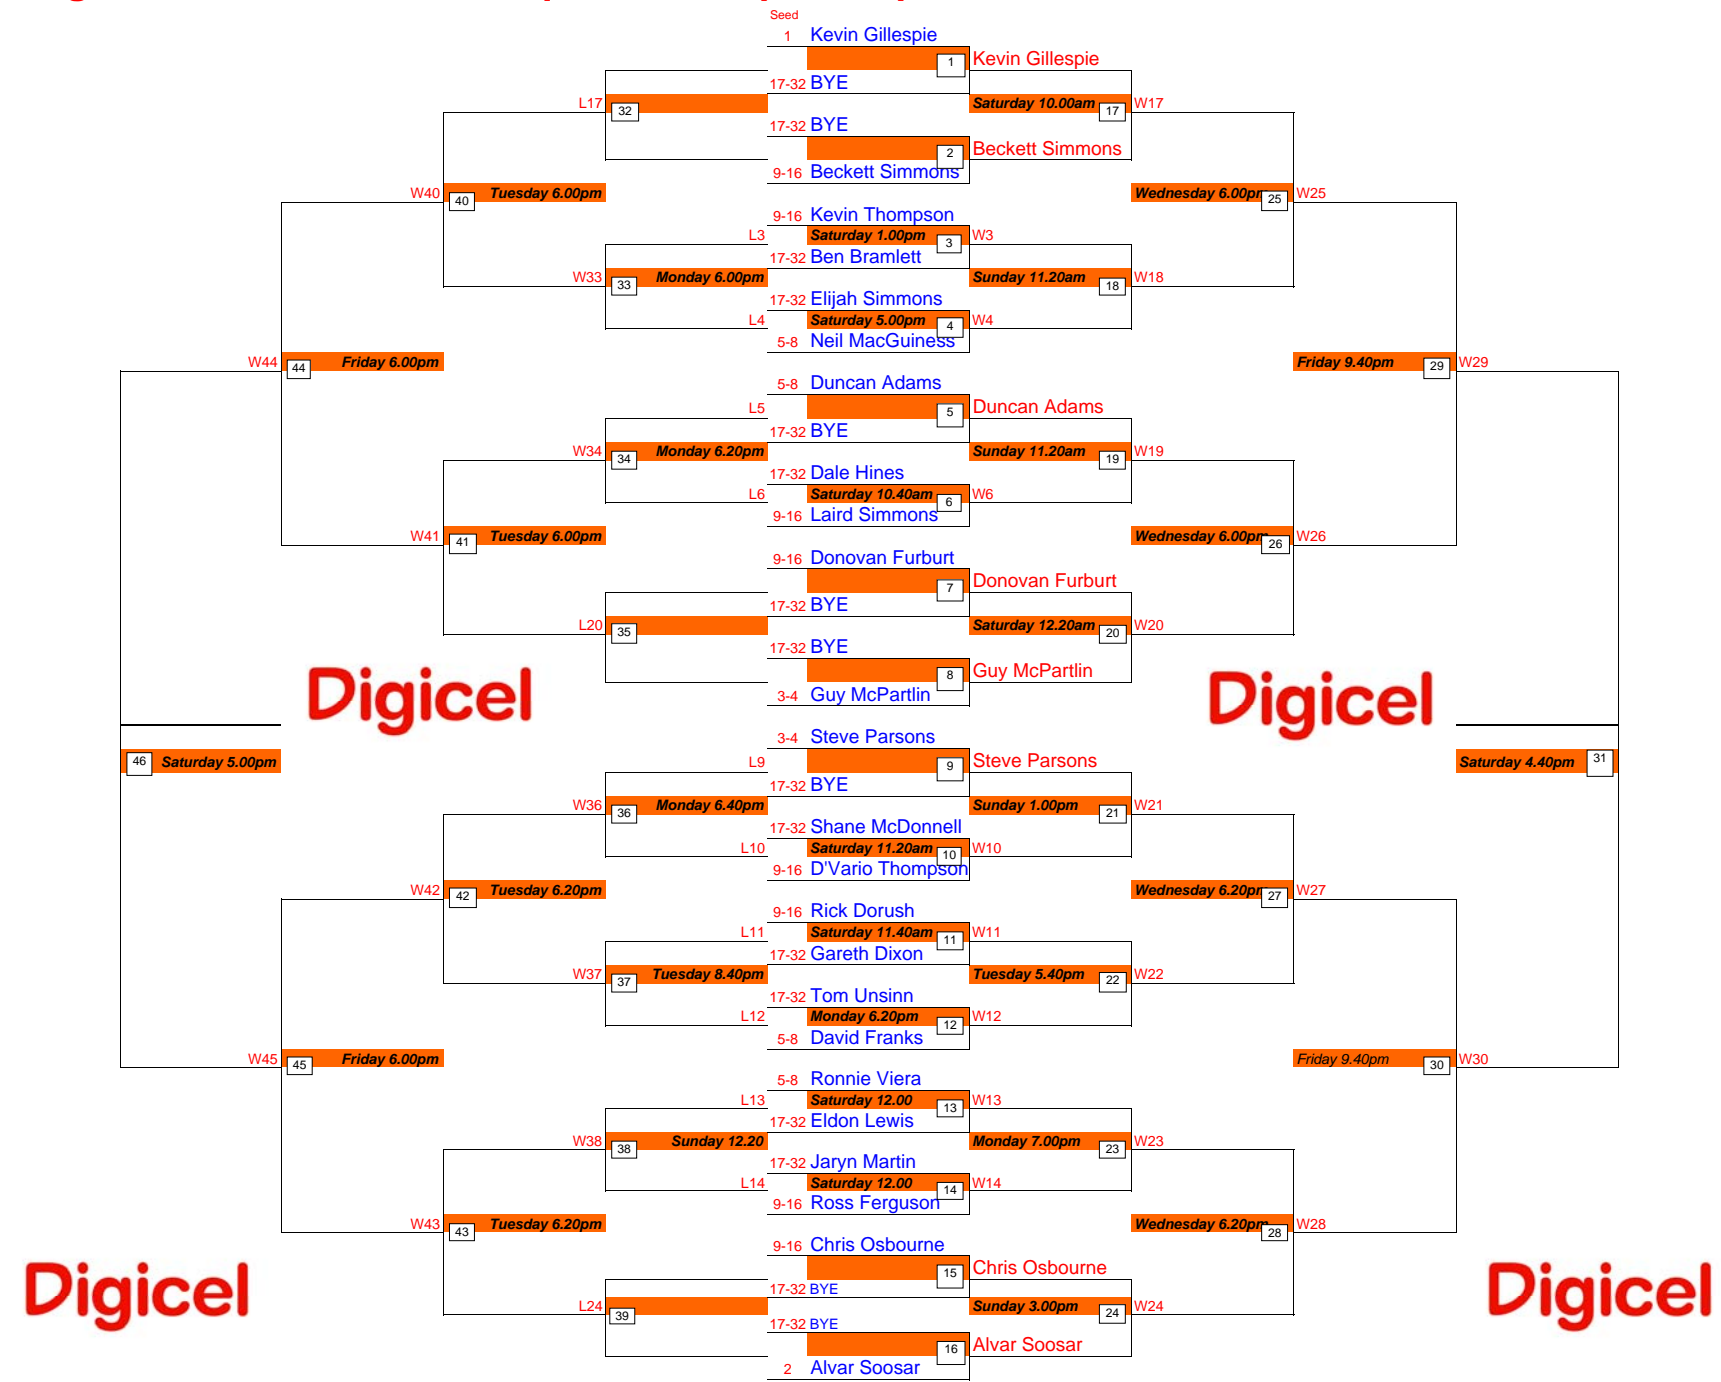 Seed
1 Kevin Gillespie
1 Kevin Gillespie
17-32 BYE
L17 32 Saturday 10.00am 17 W17
17-32 BYE
2 Beckett Simmons
9-16 Beckett Simmons
W40 40 Tuesday 6.00pm Wednesday 6.00pm 25 W25
9-16 Kevin Thompson
L3 Saturday 1.00pm 3 W3
17-32 Ben Bramlett
W33 33 Monday 6.00pm Sunday 11.20am 18 W18
17-32 Elijah Simmons
L4 Saturday 5.00pm 4 W4
5-8 Neil MacGuiness
W44 44 Friday 6.00pm Friday 9.40pm 29 W29
5-8 Duncan Adams
L5 5 Duncan Adams
17-32 BYE
W34 34 Monday 6.20pm Sunday 11.20am 19 W19
17-32 Dale Hines
L6 Saturday 10.40am 6 W6
9-16 Laird Simmons
W41 41 Tuesday 6.00pm Wednesday 6.00pm 26 W26
9-16 Donovan Furburt
7 Donovan Furburt
17-32 BYE
L20 35 Saturday 12.20am 20 W20
17-32 BYE
8 Guy McPartlin
3-4 Guy McPartlin
Digicel Digicel
3-4 Steve Parsons
46 Saturday 5.00pm L9 9 Steve Parsons Saturday 4.40pm 31
17-32 BYE
W36 36 Monday 6.40pm Sunday 1.00pm 21 W21
17-32 Shane McDonnell
L10 Saturday 11.20am 10 W10
9-16 D'Vario Thompson
W42 42 Tuesday 6.20pm Wednesday 6.20pm 27 W27
9-16 Rick Dorush
L11 Saturday 11.40am 11 W11
17-32 Gareth Dixon
W37 37 Tuesday 8.40pm Tuesday 5.40pm 22 W22
17-32 Tom Unsinn
L12 Monday 6.20pm 12 W12
5-8 David Franks
W45 45 Friday 6.00pm Friday 9.40pm 30 W30
5-8 Ronnie Viera
L13 Saturday 12.00 13 W13
17-32 Eldon Lewis
W38 38 Sunday 12.20 Monday 7.00pm 23 W23
17-32 Jaryn Martin
L14 Saturday 12.00 14 W14
9-16 Ross Ferguson
W43 43 Tuesday 6.20pm Wednesday 6.20pm 28 W28
9-16 Chris Osbourne
15 Chris Osbourne
17-32 BYE
Digicel Digicel
L24 39 Sunday 3.00pm 24 W24
17-32 BYE
16 Alvar Soosar
2 Alvar Soosar